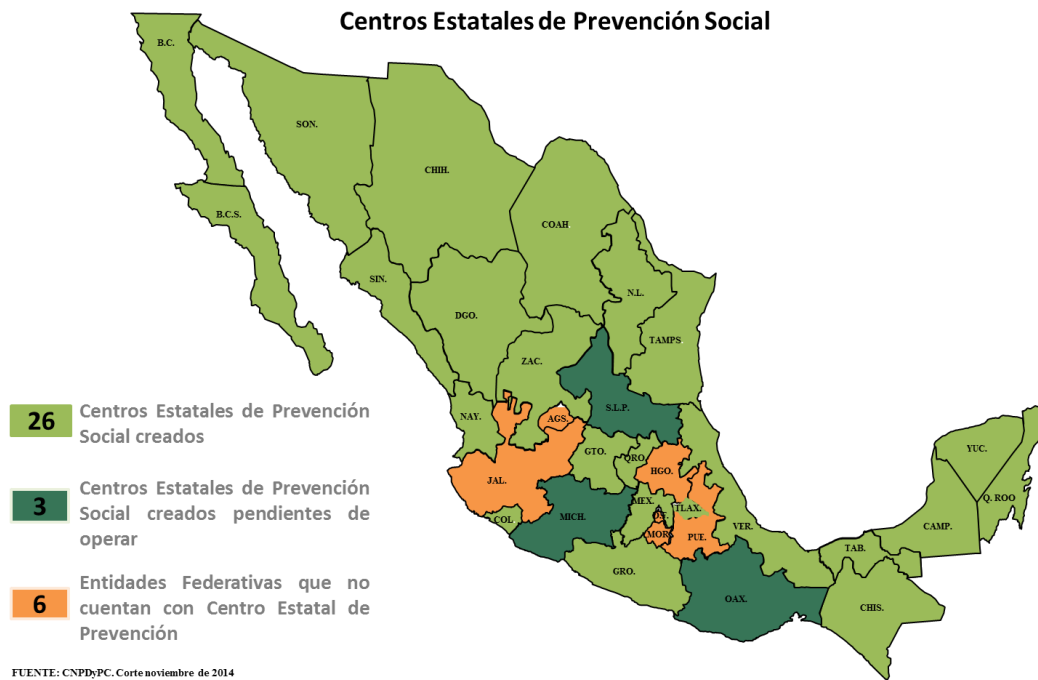 Centros Estatales de Prevención Social
B.C.
SON.
CHIH.
B.C.S.
COAH
SIN.
N.L.
DGO.
TAMPS
ZAC.
S.L.P.
NAY.
AGS.
GTO.
QRO.
HGO.
YUC.
JAL.
MEX.
TLAX.
Q. ROO
COL
MICH.
D.F.
MOR
PUE.
VER.
CAMP.
TAB.
GRO.
OAX.
CHIS.
26
Centros Estatales de Prevención
Social creados
3
Centros Estatales de Prevención
Social creados pendientes de
operar
6
Entidades Federativas que no
cuentan con Centro Estatal de
Prevención
FUENTE: CNPDyPC. Corte noviembre de 2014